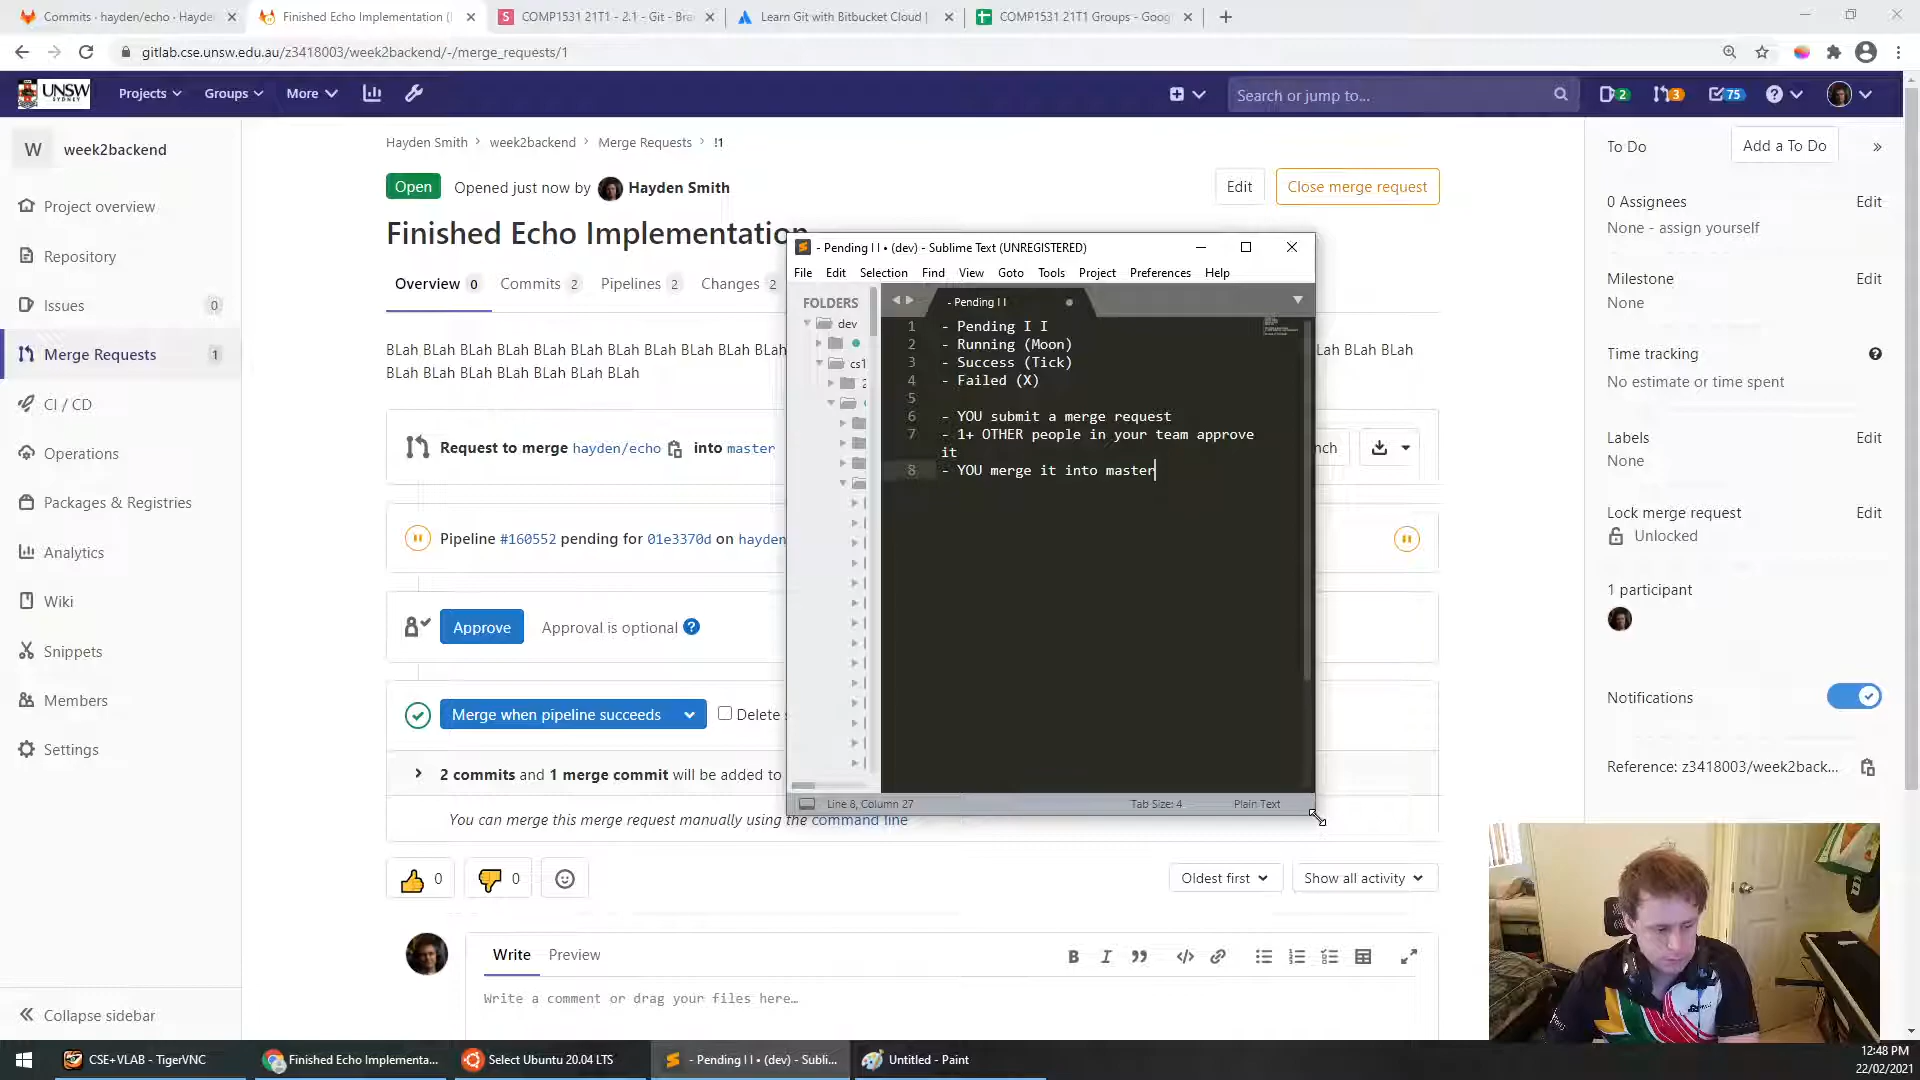 Commits · hayden/echo · Hayde
Finished Echo Implementation (
COMP1531 21T1 - 2.1 - Git - Bra
Learn Git with Bitbucket Cloud |
COMP1531 21T1 Groups - Goog
gitlab.cse.unsw.edu.au/z3418003/week2backend/-/merge_requests/1
UNSW
SYDNEY
Projects
Groups
More
Search or jump to...
2
3
75
W
week2backend
Project overview
Repository
Issues 0
Merge Requests 1
CI / CD
Operations
Packages & Registries
Analytics
Wiki
Snippets
Members
Settings
Collapse sidebar
Hayden Smith > week2backend > Merge Requests > !1
Open Opened just now by Hayden Smith
Edit
Close merge request
Finished Echo Implementation
Overview 0 Commits 2 Pipelines 2 Changes 2
BLah BLah BLah BLah BLah BLah BLah BLah BLah BLah BLah
Lah BLah BLah
BLah BLah BLah BLah BLah BLah BLah
Request to merge hayden/echo into master
nch
Pipeline #160552 pending for 01e3370d on hayden
Approve Approval is optional
Merge when pipeline succeeds Delete s
2 commits and 1 merge commit will be added to
You can merge this merge request manually using the command line
0
0
Oldest first
Show all activity
Write Preview
Write a comment or drag your files here…
- Pending I I • (dev) - Sublime Text (UNREGISTERED)
File Edit Selection Find View Goto Tools Project Preferences Help
FOLDERS
dev
cs1
2
- Pending I I
1 - Pending I I
2 - Running (Moon)
3 - Success (Tick)
4 - Failed (X)
5
6 - YOU submit a merge request
7 - 1+ OTHER people in your team approve
it
8 - YOU merge it into master
Line 8, Column 27
Tab Size: 4
Plain Text
To Do
Add a To Do
0 Assignees Edit
None - assign yourself
Milestone Edit
None
Time tracking
No estimate or time spent
Labels Edit
None
Lock merge request Edit
Unlocked
1 participant
Notifications
Reference: z3418003/week2back...
CSE+VLAB - TigerVNC
Finished Echo Implementa...
Select Ubuntu 20.04 LTS
- Pending I I • (dev) - Subli...
Untitled - Paint
12:48 PM
22/02/2021